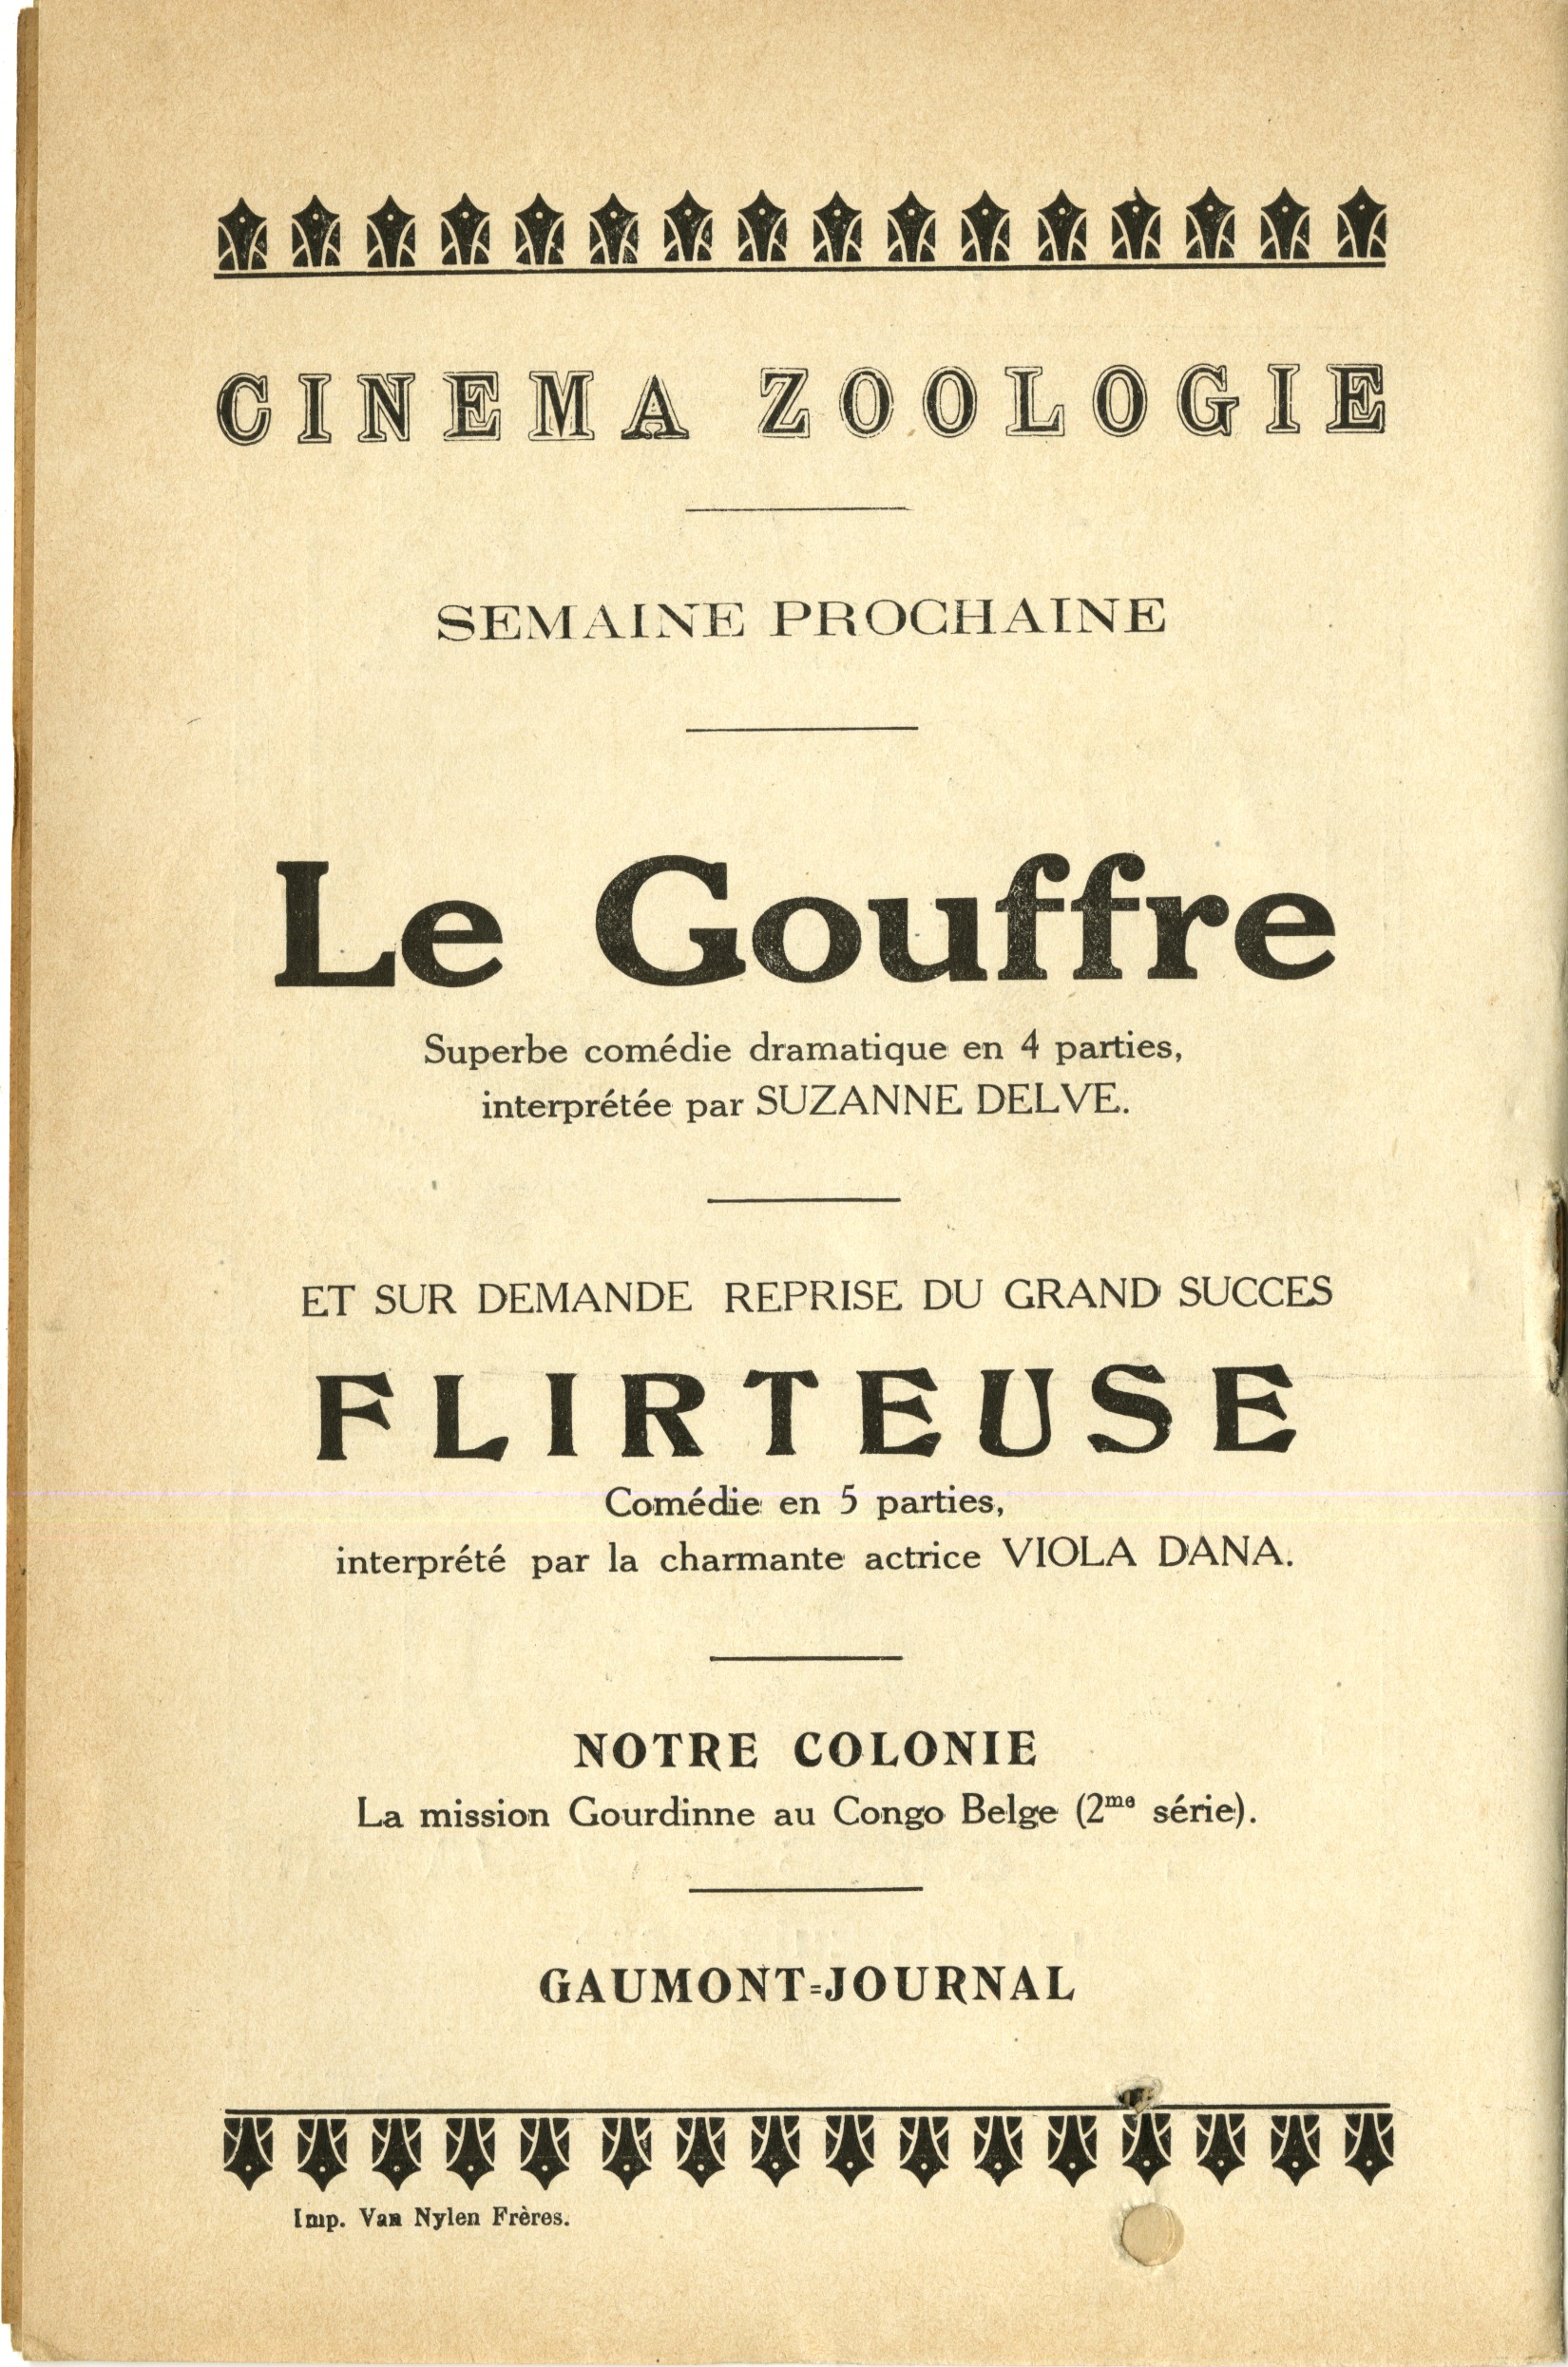 CINEMA ZOOLOGIE
SEMAINE PROCHAINE
Le Gouffre
Superbe comédie dramatique en 4 parties,
interprétée par SUZANNE DELVE.
ET SUR DEMANDE REPRISE DU GRAND SUCCES
FLIRTEUSE
Comédie en 5 parties,
interprété par la charmante actrice VIOLA DANA.
NOTRE COLONIE
La mission Gourdinne au Congo Belge (2me série).
GAUMONT=JOURNAL
Imp. Van Nylen Frères.